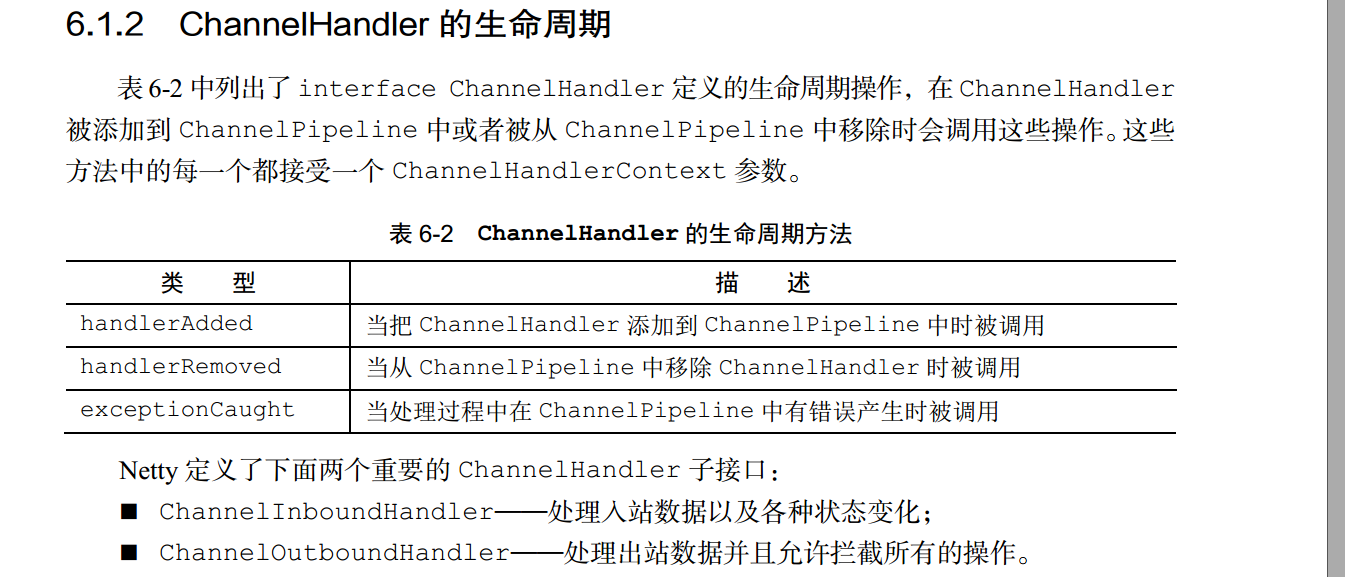 6.1.2 ChannelHandler 的生命周期
表 6-2 中列出了 interface ChannelHandler 定义的生命周期操作，在 ChannelHandler
被添加到 ChannelPipeline 中或者被从 ChannelPipeline 中移除时会调用这些操作。这些
方法中的每一个都接受一个 ChannelHandlerContext 参数。
表 6-2 ChannelHandler 的生命周期方法
类 型 描 述
handlerAdded 当把 ChannelHandler 添加到 ChannelPipeline 中时被调用
handlerRemoved 当从 ChannelPipeline 中移除 ChannelHandler 时被调用
exceptionCaught 当处理过程中在 ChannelPipeline 中有错误产生时被调用
Netty 定义了下面两个重要的 ChannelHandler 子接口：
■ ChannelInboundHandler——处理入站数据以及各种状态变化；
■ ChannelOutboundHandler——处理出站数据并且允许拦截所有的操作。